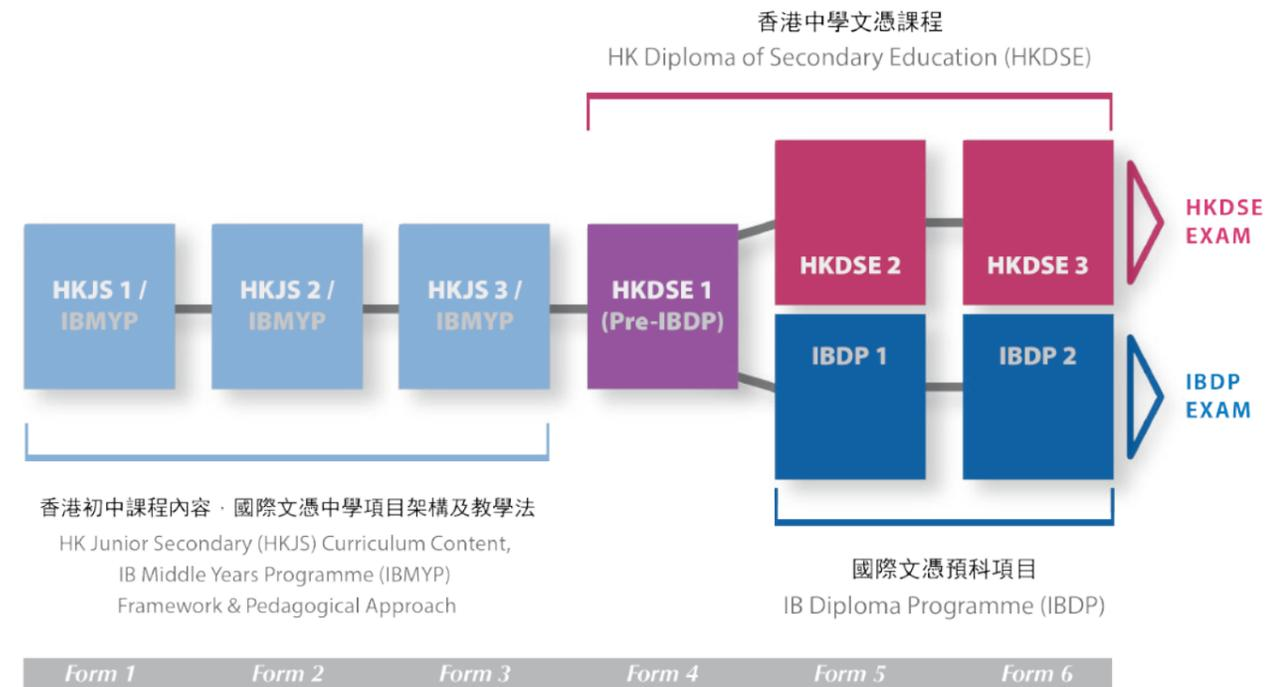 香港中學文憑課程
HK Diploma of Secondary Education (HKDSE)
HKJS 1 /
IBMYP
HKJS 2 /
IBMYP
HKJS 3 /
IBMYP
HKDSE 1
(Pre-IBDP)
HKDSE 2
HKDSE 3
HKDSE
EXAM
IBDP 1
IBDP 2
IBDP
EXAM
香港初中課程內容 · 國際文憑中學項目架構及教學法
HK Junior Secondary (HKJS) Curriculum Content,
IB Middle Years Programme (IBMYP)
Framework & Pedagogical Approach
國際文憑預科項目
IB Diploma Programme (IBDP)
Form 1
Form 2
Form 3
Form 4
Form 5
Form 6